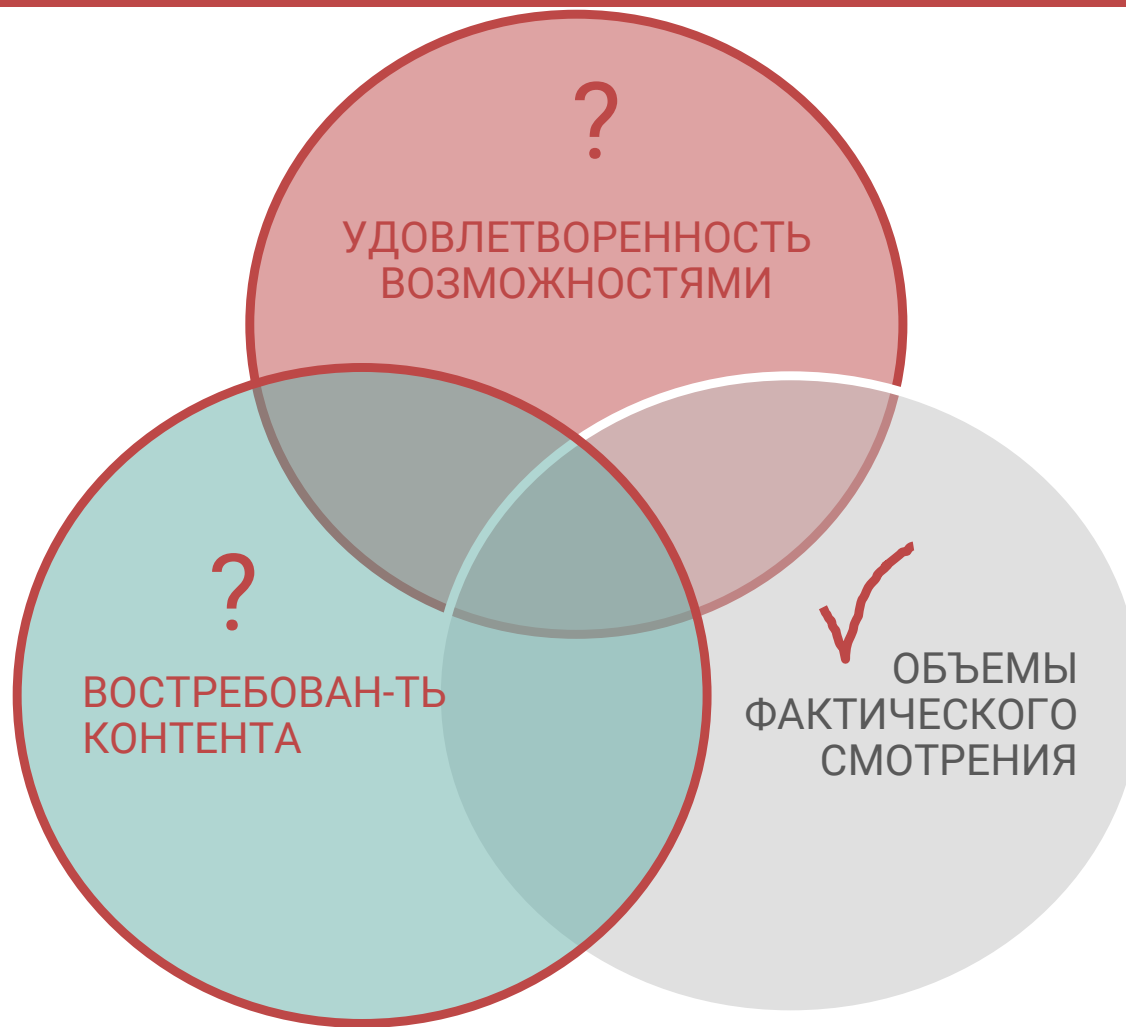 ?
УДОВЛЕТВОРЕННОСТЬ
ВОЗМОЖНОСТЯМИ
?
ВОСТРЕБОВАН-ТЬ
КОНТЕНТА
ОБЪЕМЫ
ФАКТИЧЕСКОГО
СМОТРЕНИЯ